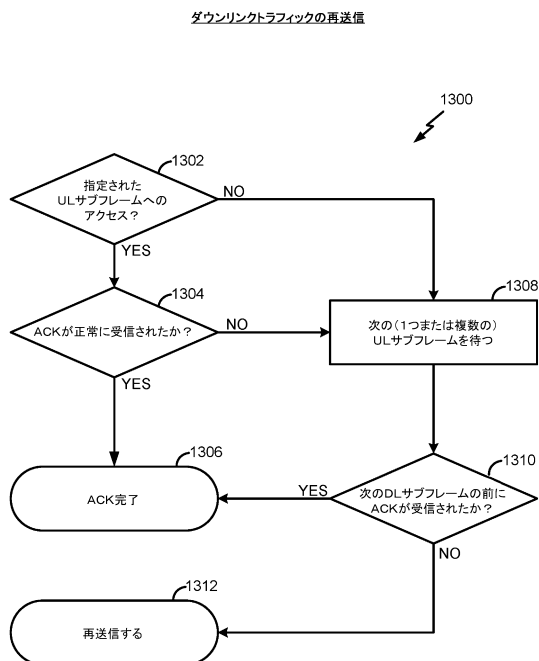 ダウンリンクトラフィックの再送信
1300
1302
指定された
ULサブフレームへの
アクセス?
NO
YES
1304
ACKが正常に受信されたか?
NO
YES
1308
次の(1つまたは複数の)
ULサブフレームを待つ
1306
ACK完了
1310
次のDLサブフレームの前に
ACKが受信されたか?
YES
NO
1312
再送信する